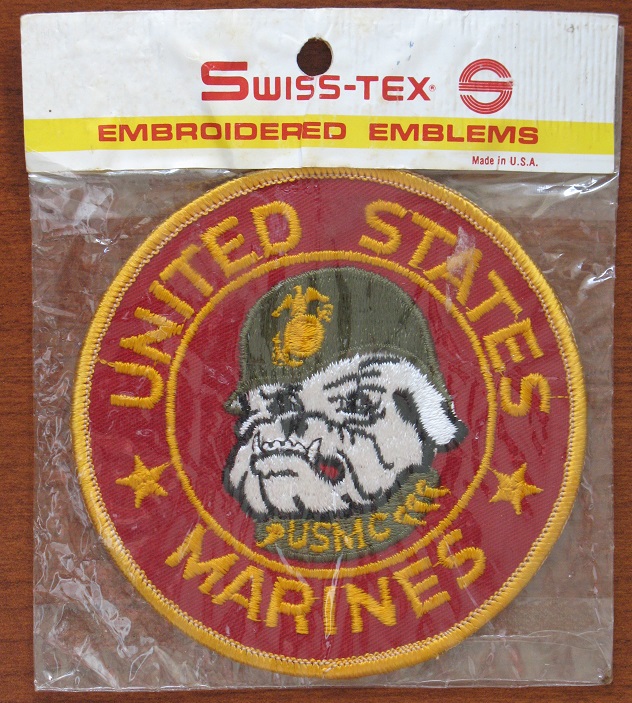 SWISS-TEX®
EMBROIDERED EMBLEMS
Made in U.S.A.
UNITED STATES
USMC
MARINES